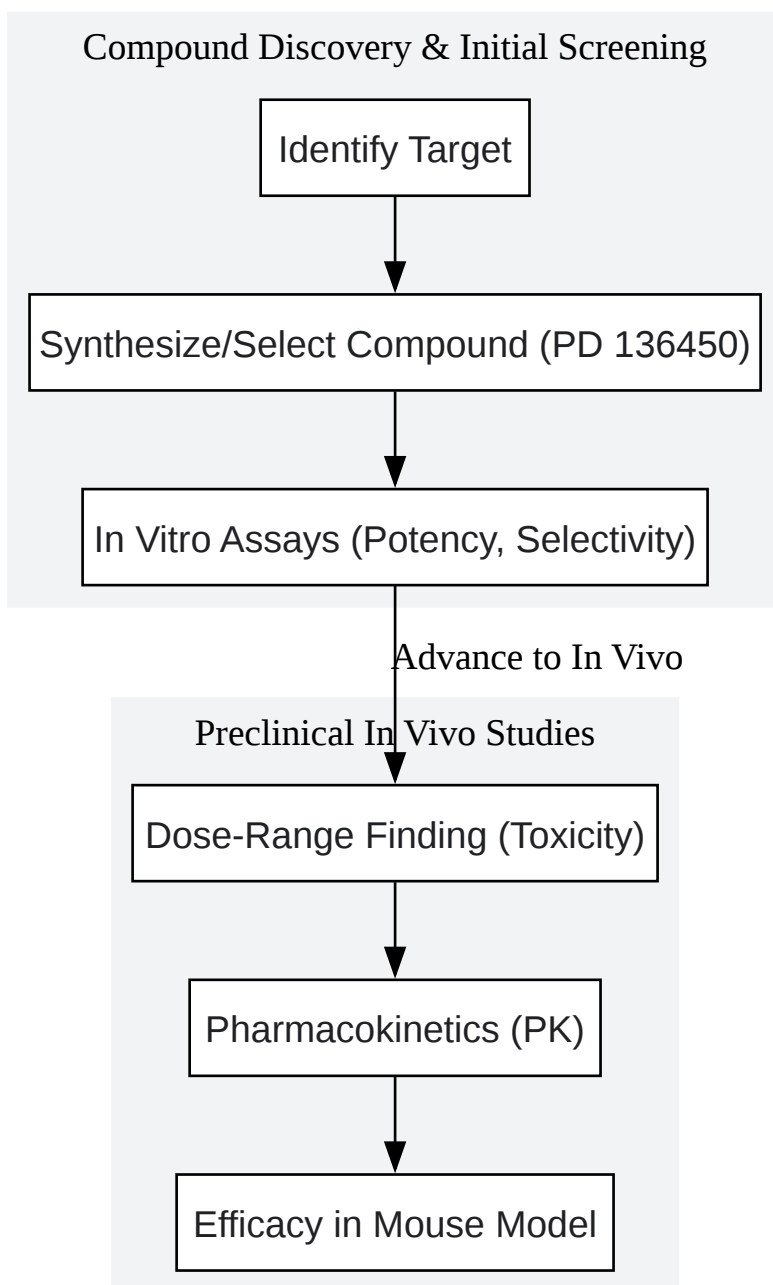 Compound Discovery & Initial Screening
Identify Target
Synthesize/Select Compound (PD 136450)
In Vitro Assays (Potency, Selectivity)
Advance to In Vivo
Preclinical In Vivo Studies
Dose-Range Finding (Toxicity)
Pharmacokinetics (PK)
Efficacy in Mouse Model